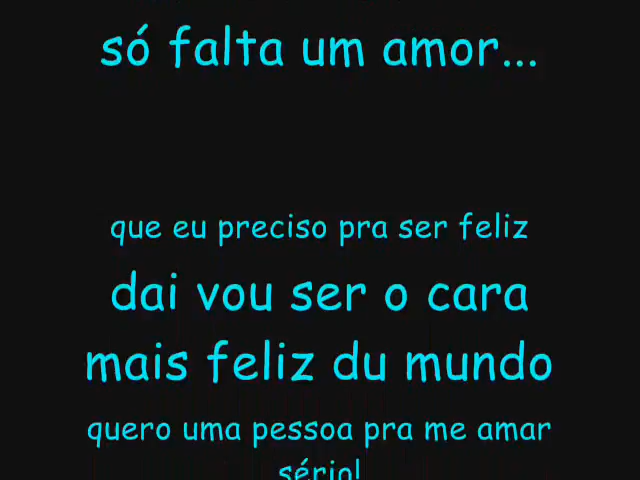 só falta um amor...
que eu preciso pra ser feliz
dai vou ser o cara
mais feliz du mundo
quero uma pessoa pra me amar
sério!